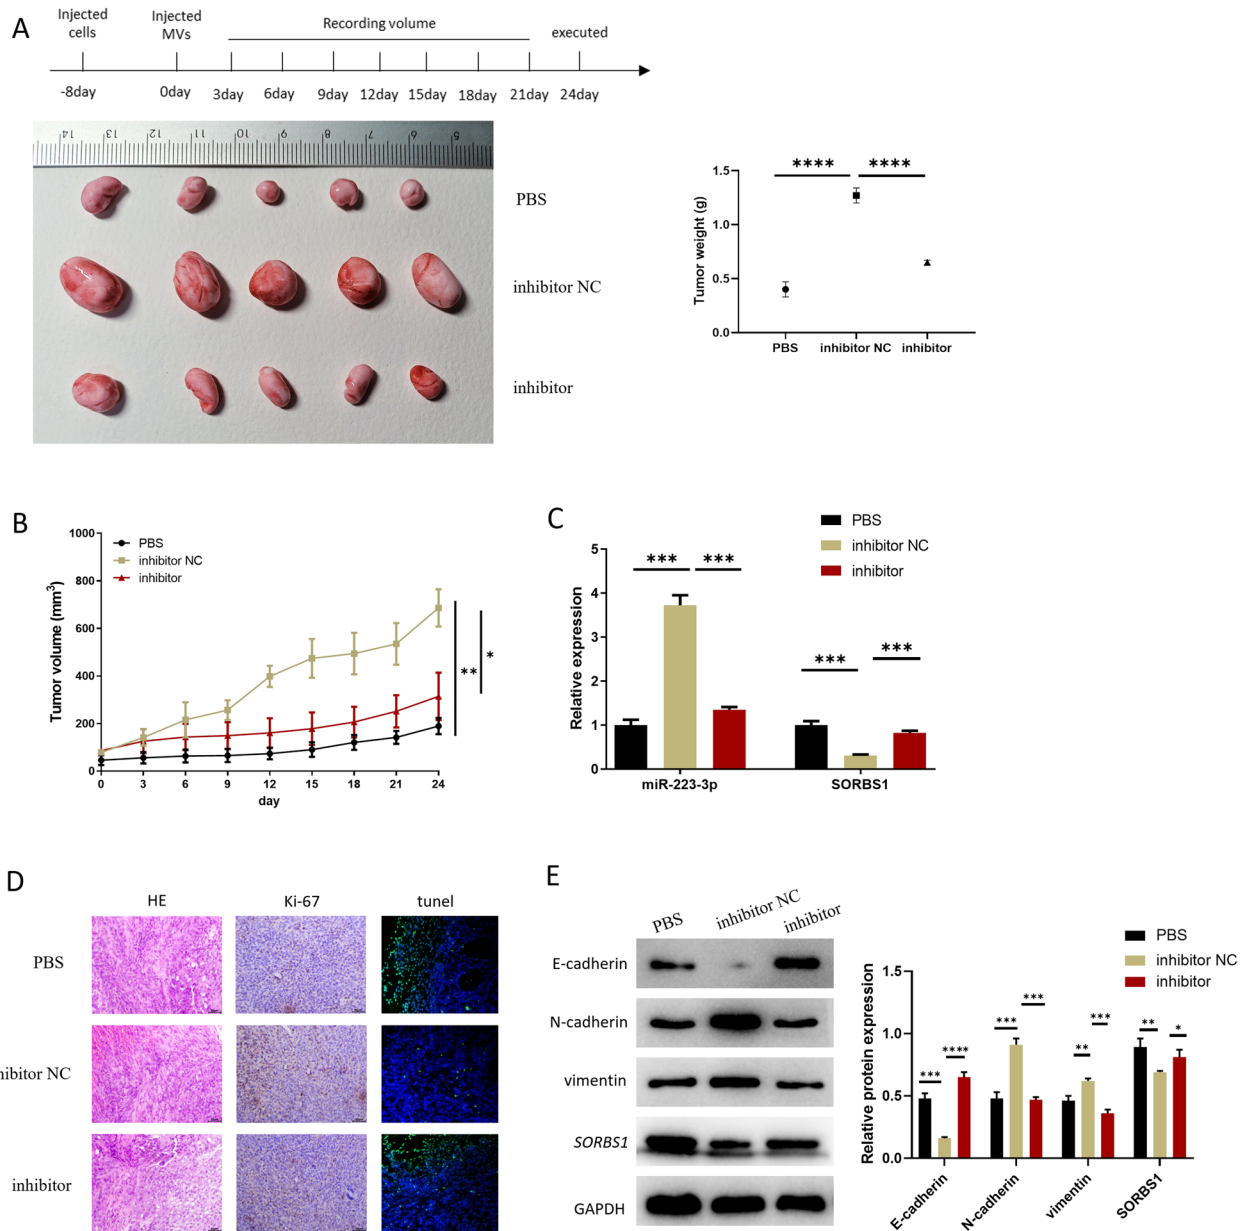 A
Injected cells
Injected MVs
Recording volume
executed
-8day
0day
3day
6day
9day
12day
15day
18day
21day
24day
14 13 12 11 10 9 8 7 6 5
PBS
inhibitor NC
inhibitor
**** ****
Tumor weight (g)
1.5
1.0
0.5
0.0
PBS
inhibitor NC
inhibitor
B
Tumor volume (mm3)
1000
800
600
400
200
0
PBS
inhibitor NC
inhibitor
**
*
0 3 6 9 12 15 18 21 24
day
C
PBS
inhibitor NC
inhibitor
Relative expression
5
4
3
2
1
0
*** ***
*** ***
miR-223-3p
SORBS1
D
HE
Ki-67
tunel
PBS
hibitor NC
inhibitor
E
PBS
inhibitor NC
inhibitor
E-cadherin
N-cadherin
vimentin
SORBS1
GAPDH
PBS
inhibitor NC
inhibitor
Relative protein expression
1.5
1.0
0.5
0.0
*** ****
*** ***
** ***
** *
E-cadherin
N-cadherin
vimentin
SORBS1